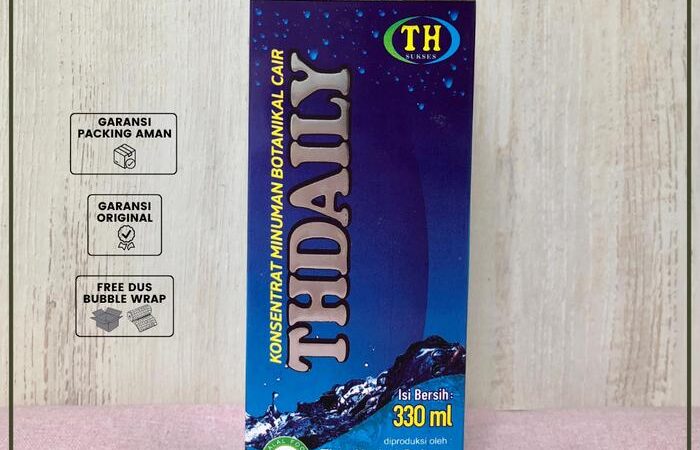 GARANSI
PACKING AMAN
GARANSI
ORIGINAL
FREE DUS
BUBBLE WRAP
TH
SUKSES
KONSENTRAT MINUMAN BOTANIKAL CAIR
THDAILY
Isi Bersih :
330 ml
diproduksi oleh :